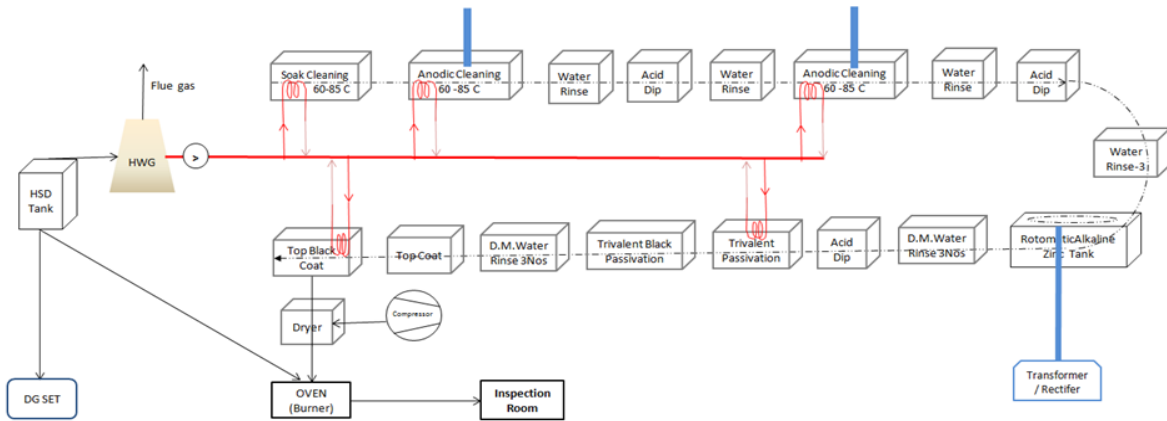 Soak Cleaning
60-85 C
Anodic Cleaning
60 -85 C
Water
Rinse
Acid
Dip
Water
Rinse
Anodic Cleaning
60 -85 C
Water
Rinse
Acid
Dip
Flue gas
HWG
>
Water
Rinse-3
HSD
Tank
Top Black
Coat
Top Coat
D.M.Water
Rinse 3Nos
Trivalent Black
Passivation
Trivalent
Passivation
Acid
Dip
D.M.Water
Rinse 3Nos
RotomaticAlkaline
Zinc Tank
Dryer
Compressor
DG SET
OVEN
(Burner)
Inspection
Room
Transformer
/ Rectifer